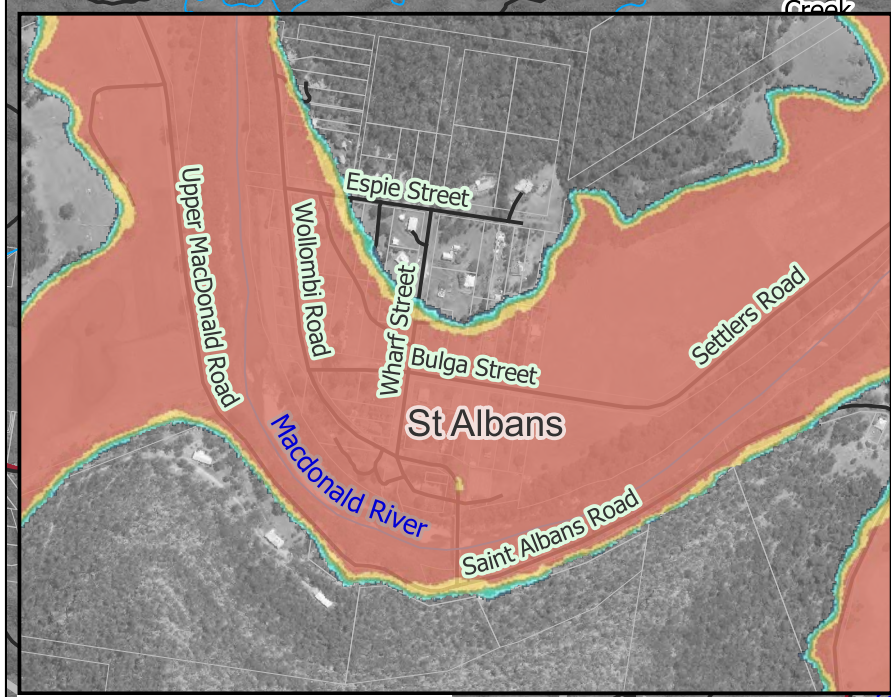 Creek
Espie Street
Upper MacDonald Road
Wollombi Road
Wharf Street
Settlers Road
Bulga Street
St Albans
Macdonald River
Saint Albans Road